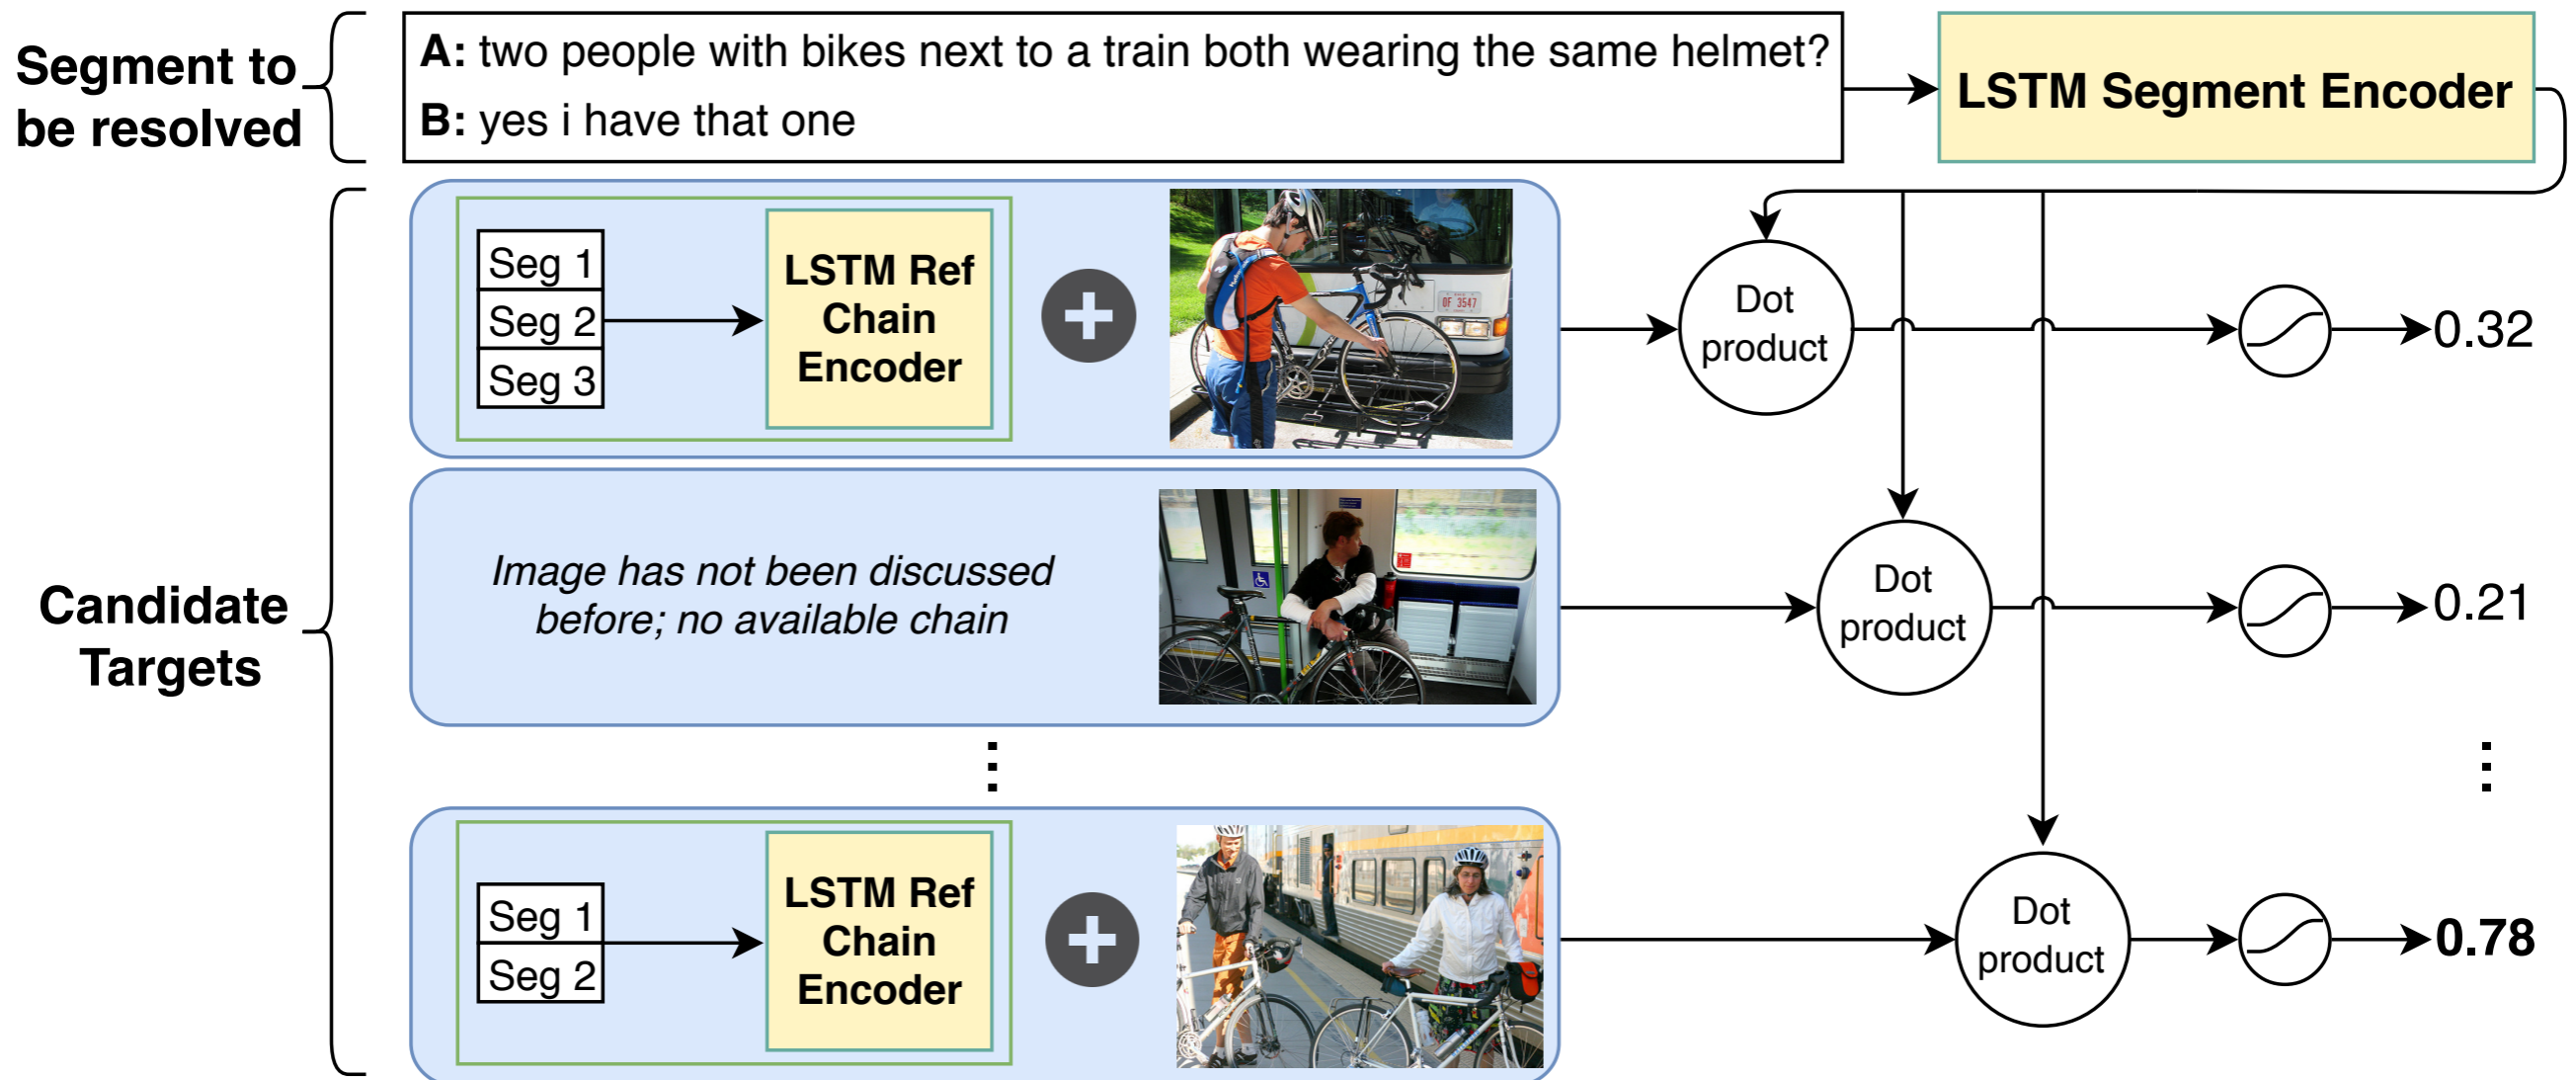 Segment to
be resolved
A: two people with bikes next to a train both wearing the same helmet?
B: yes i have that one
LSTM Segment Encoder
Candidate
Targets
Seg 1
Seg 2
Seg 3
LSTM Ref
Chain
Encoder
+
OF 3547
Dot
product
0.32
Image has not been discussed
before; no available chain
Dot
product
0.21
Seg 1
Seg 2
LSTM Ref
Chain
Encoder
+
Dot
product
0.78